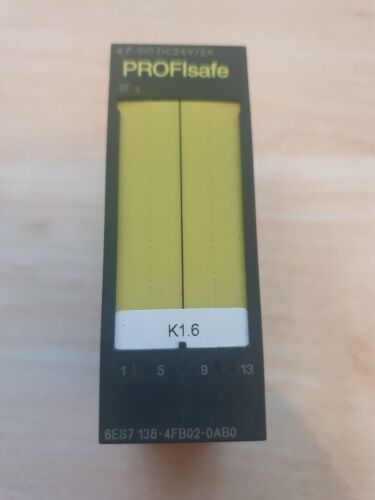 4 F-DO DC24V/2A
PROFIsafe
K1.6
1 5 9 13
6ES7 138-4FB02-0AB0